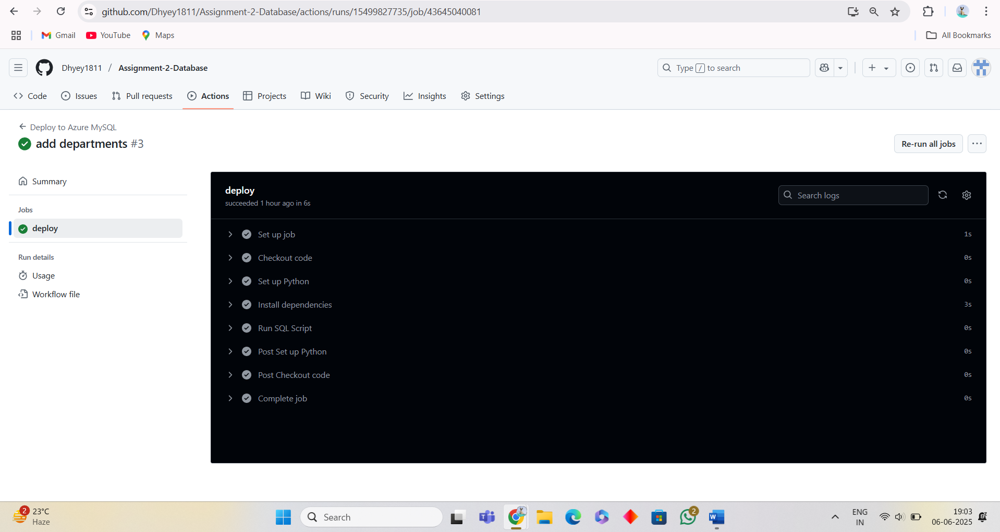 github.com/Dhyey1811/Assignment-2-Database/actions/runs/15499827735/job/43645040081
Gmail YouTube Maps All Bookmarks
Dhyey1811 / Assignment-2-Database Type / to search
Code Issues Pull requests Actions Projects Wiki Security Insights Settings
Deploy to Azure MySQL
add departments #3 Re-run all jobs
Summary
Jobs
deploy
Run details
Usage
Workflow file
deploy
succeeded 1 hour ago in 6s
Search logs
Set up job 1s
Checkout code 0s
Set up Python 0s
Install dependencies 3s
Run SQL Script 0s
Post Set up Python 0s
Post Checkout code 0s
Complete job 0s
2
23°C
Haze
Search
2
ENG
IN
19:03
06-06-2025